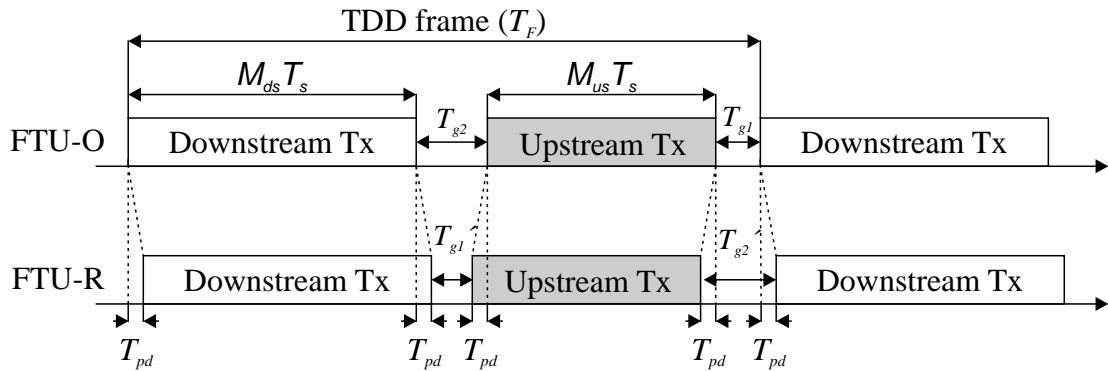 TDD frame (T_F)
M_ds T_s
M_us T_s
T_g2
T_g1
FTU-O
Downstream Tx
Upstream Tx
Downstream Tx
T_g1´
T_g2´
FTU-R
Downstream Tx
Upstream Tx
Downstream Tx
T_pd
T_pd
T_pd
T_pd
T_pd